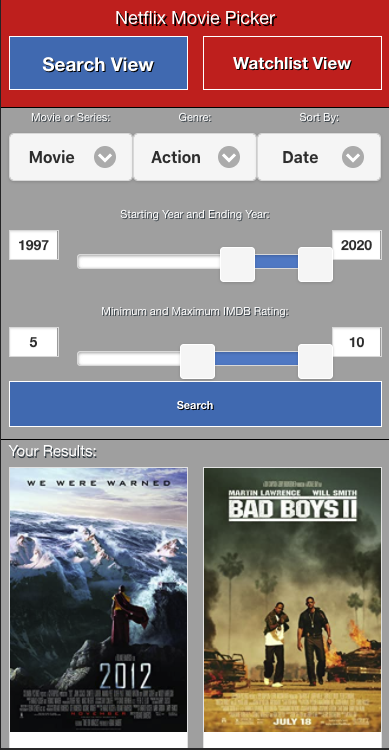 Netflix Movie Picker
Search View
Watchlist View
Movie or Series:
Genre:
Sort By:
Movie
Action
Date
Starting Year and Ending Year:
1997
2020
Minimum and Maximum IMDB Rating:
5
10
Search
Your Results:
WE WERE WARNED
2012
NOVEMBER
MARTIN LAWRENCE WILL SMITH
BAD BOYS II
JULY 18